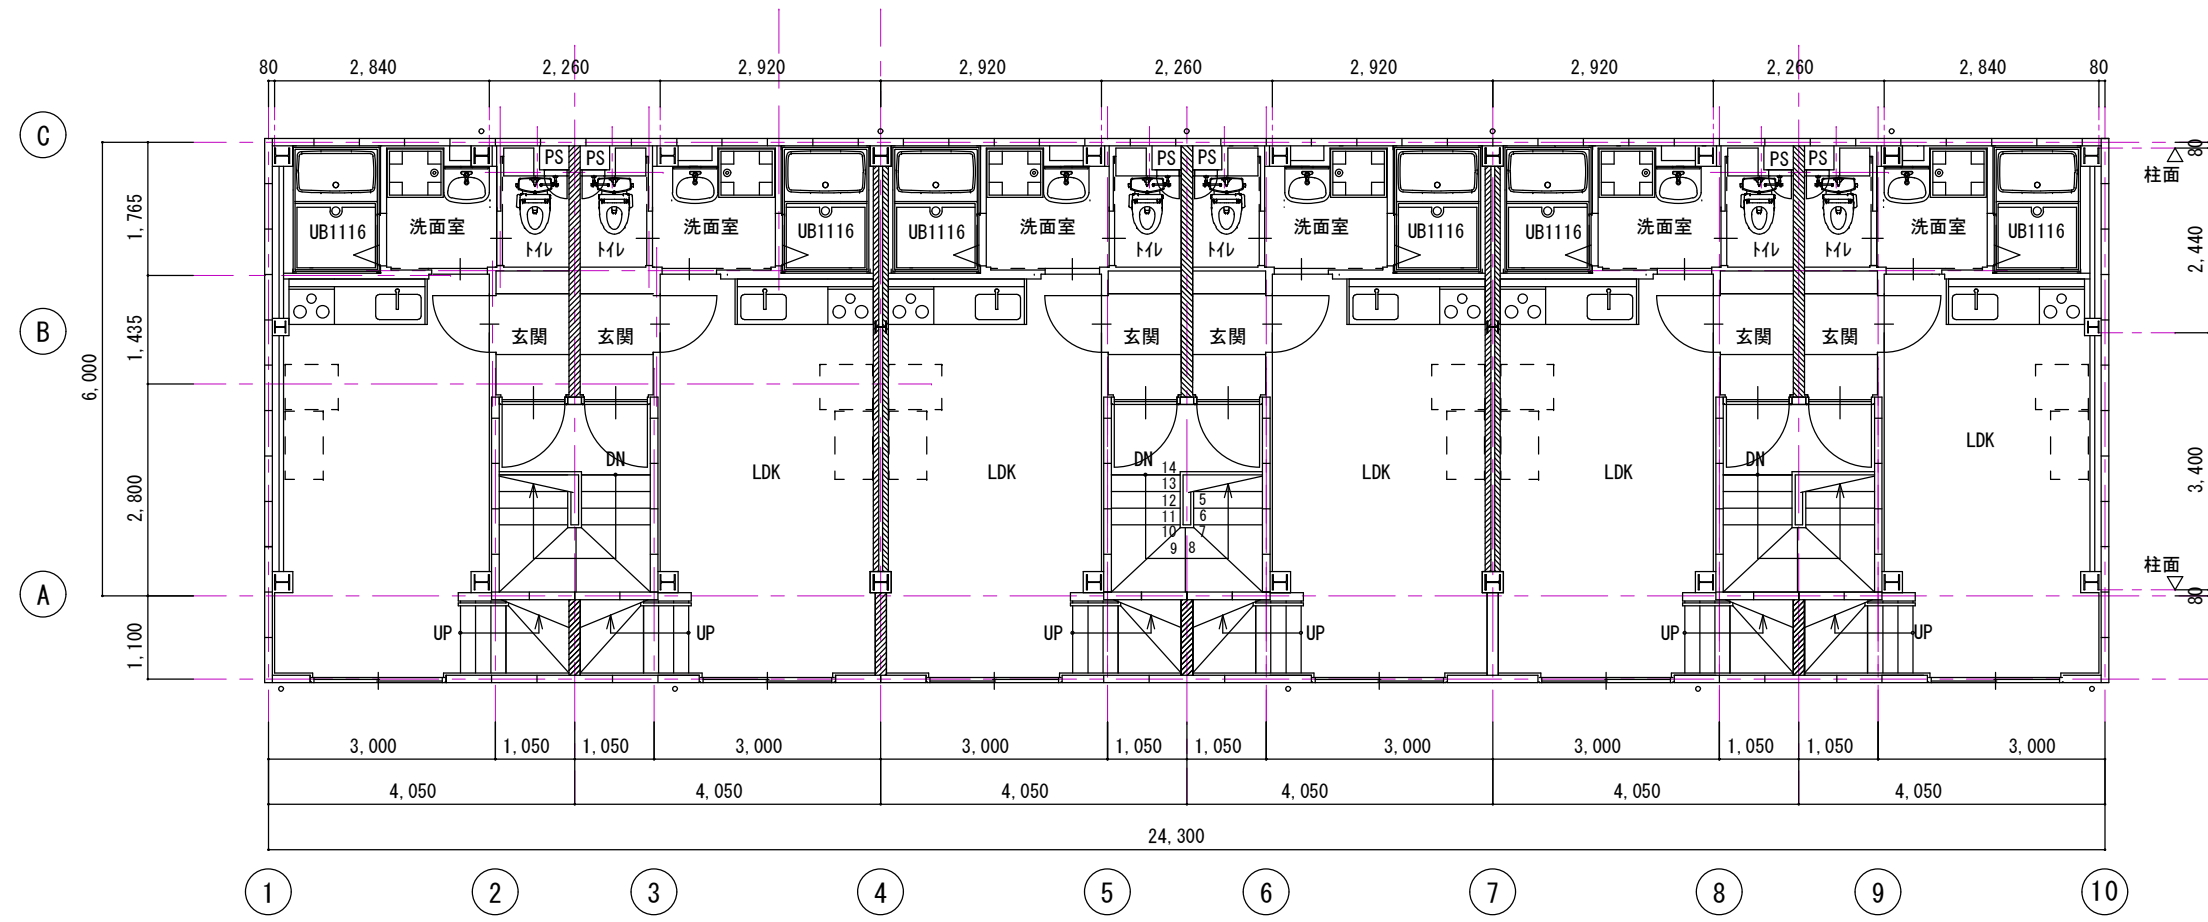 80 2,840 2,260 2,920 2,920 2,260 2,920 2,920 2,260 2,840 80
C
PS PS PS PS PS PS
80
柱面
1,765
UB1116 洗面室 トイレ トイレ 洗面室 UB1116 UB1116 洗面室 トイレ トイレ 洗面室 UB1116 UB1116 洗面室 トイレ トイレ 洗面室 UB1116
2,440
B
1,435
6,000
玄関 玄関 玄関 玄関 玄関 玄関
LDK
DN DN DN
LDK LDK LDK LDK
3,400
2,800
14
13
12 5
11 6
10 7
9 8
柱面
80
A
1,100
UP UP UP UP UP UP
3,000 1,050 1,050 3,000 3,000 1,050 1,050 3,000 3,000 1,050 1,050 3,000
4,050 4,050 4,050 4,050 4,050 4,050
24,300
1 2 3 4 5 6 7 8 9 10